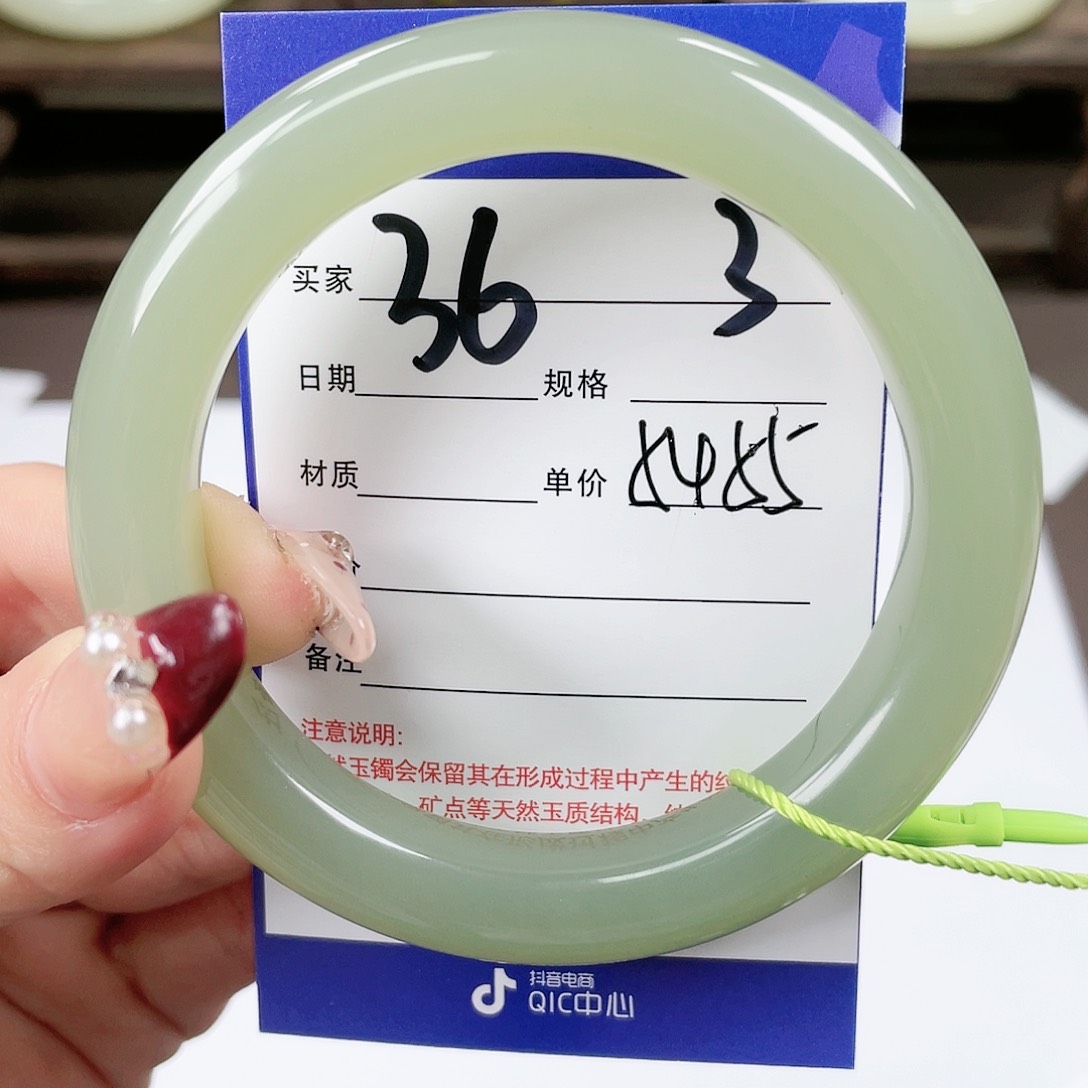 买家 36 3
日期 规格
材质 单价 8485
备注
注意说明:
然玉镯会保留其在形成过程中产生的
矿点等天然玉质结构、
抖音电商
QIC中心